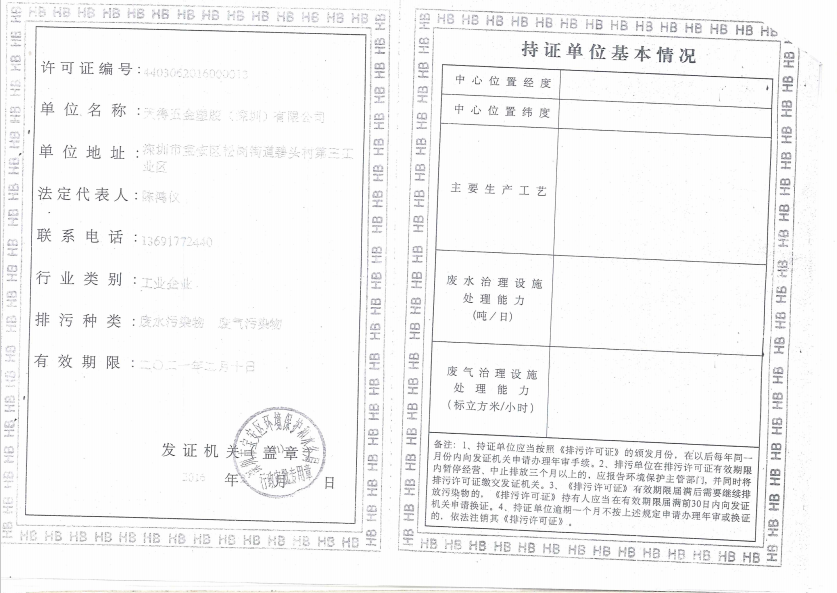 许可证编号：
单位名称： 五金塑胶（深圳）有限公司
单位地址：深圳市宝安区松岗街道 头村第三工
业区
法定代表人：陈鸿仪
联系电话：13691772440
行业类别：工业企业
排污种类：废水污染物 废气污染物
有效期限：二〇二一年 月十日
发证机关（盖章）
2016 年 月 日
持证单位基本情况
中心位置经度
中心位置纬度
主要生产工艺
废水治理设施
处理能力
（吨／日）
废气治理设施
处理能力
（标立方米/小时）
备注：1、持证单位应当按照《排污许可证》的颁发月份，在以后每年同一
月份内向发证机关申请办理年审手续。2、排污单位在排污许可证有效期限
内暂停经营、中止排放三个月以上的，应报告环境保护主管部门，并同时将
排污许可证缴交发证机关。3、《排污许可证》有效期限届满后需要继续排
放污染物的，《排污许可证》持有人应当在有效期限届满前30日内向发证
机关申请换证。4、持证单位逾期一个月不按上述规定申请办理年审或换证
的，依法注销其《排污许可证》。